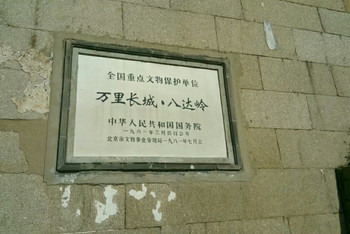 全国重点文物保护单位
万里长城·八达岭
中华人民共和国国务院
一九六一年三月四日公布
北京市文物事业管理局一九八一年七月立